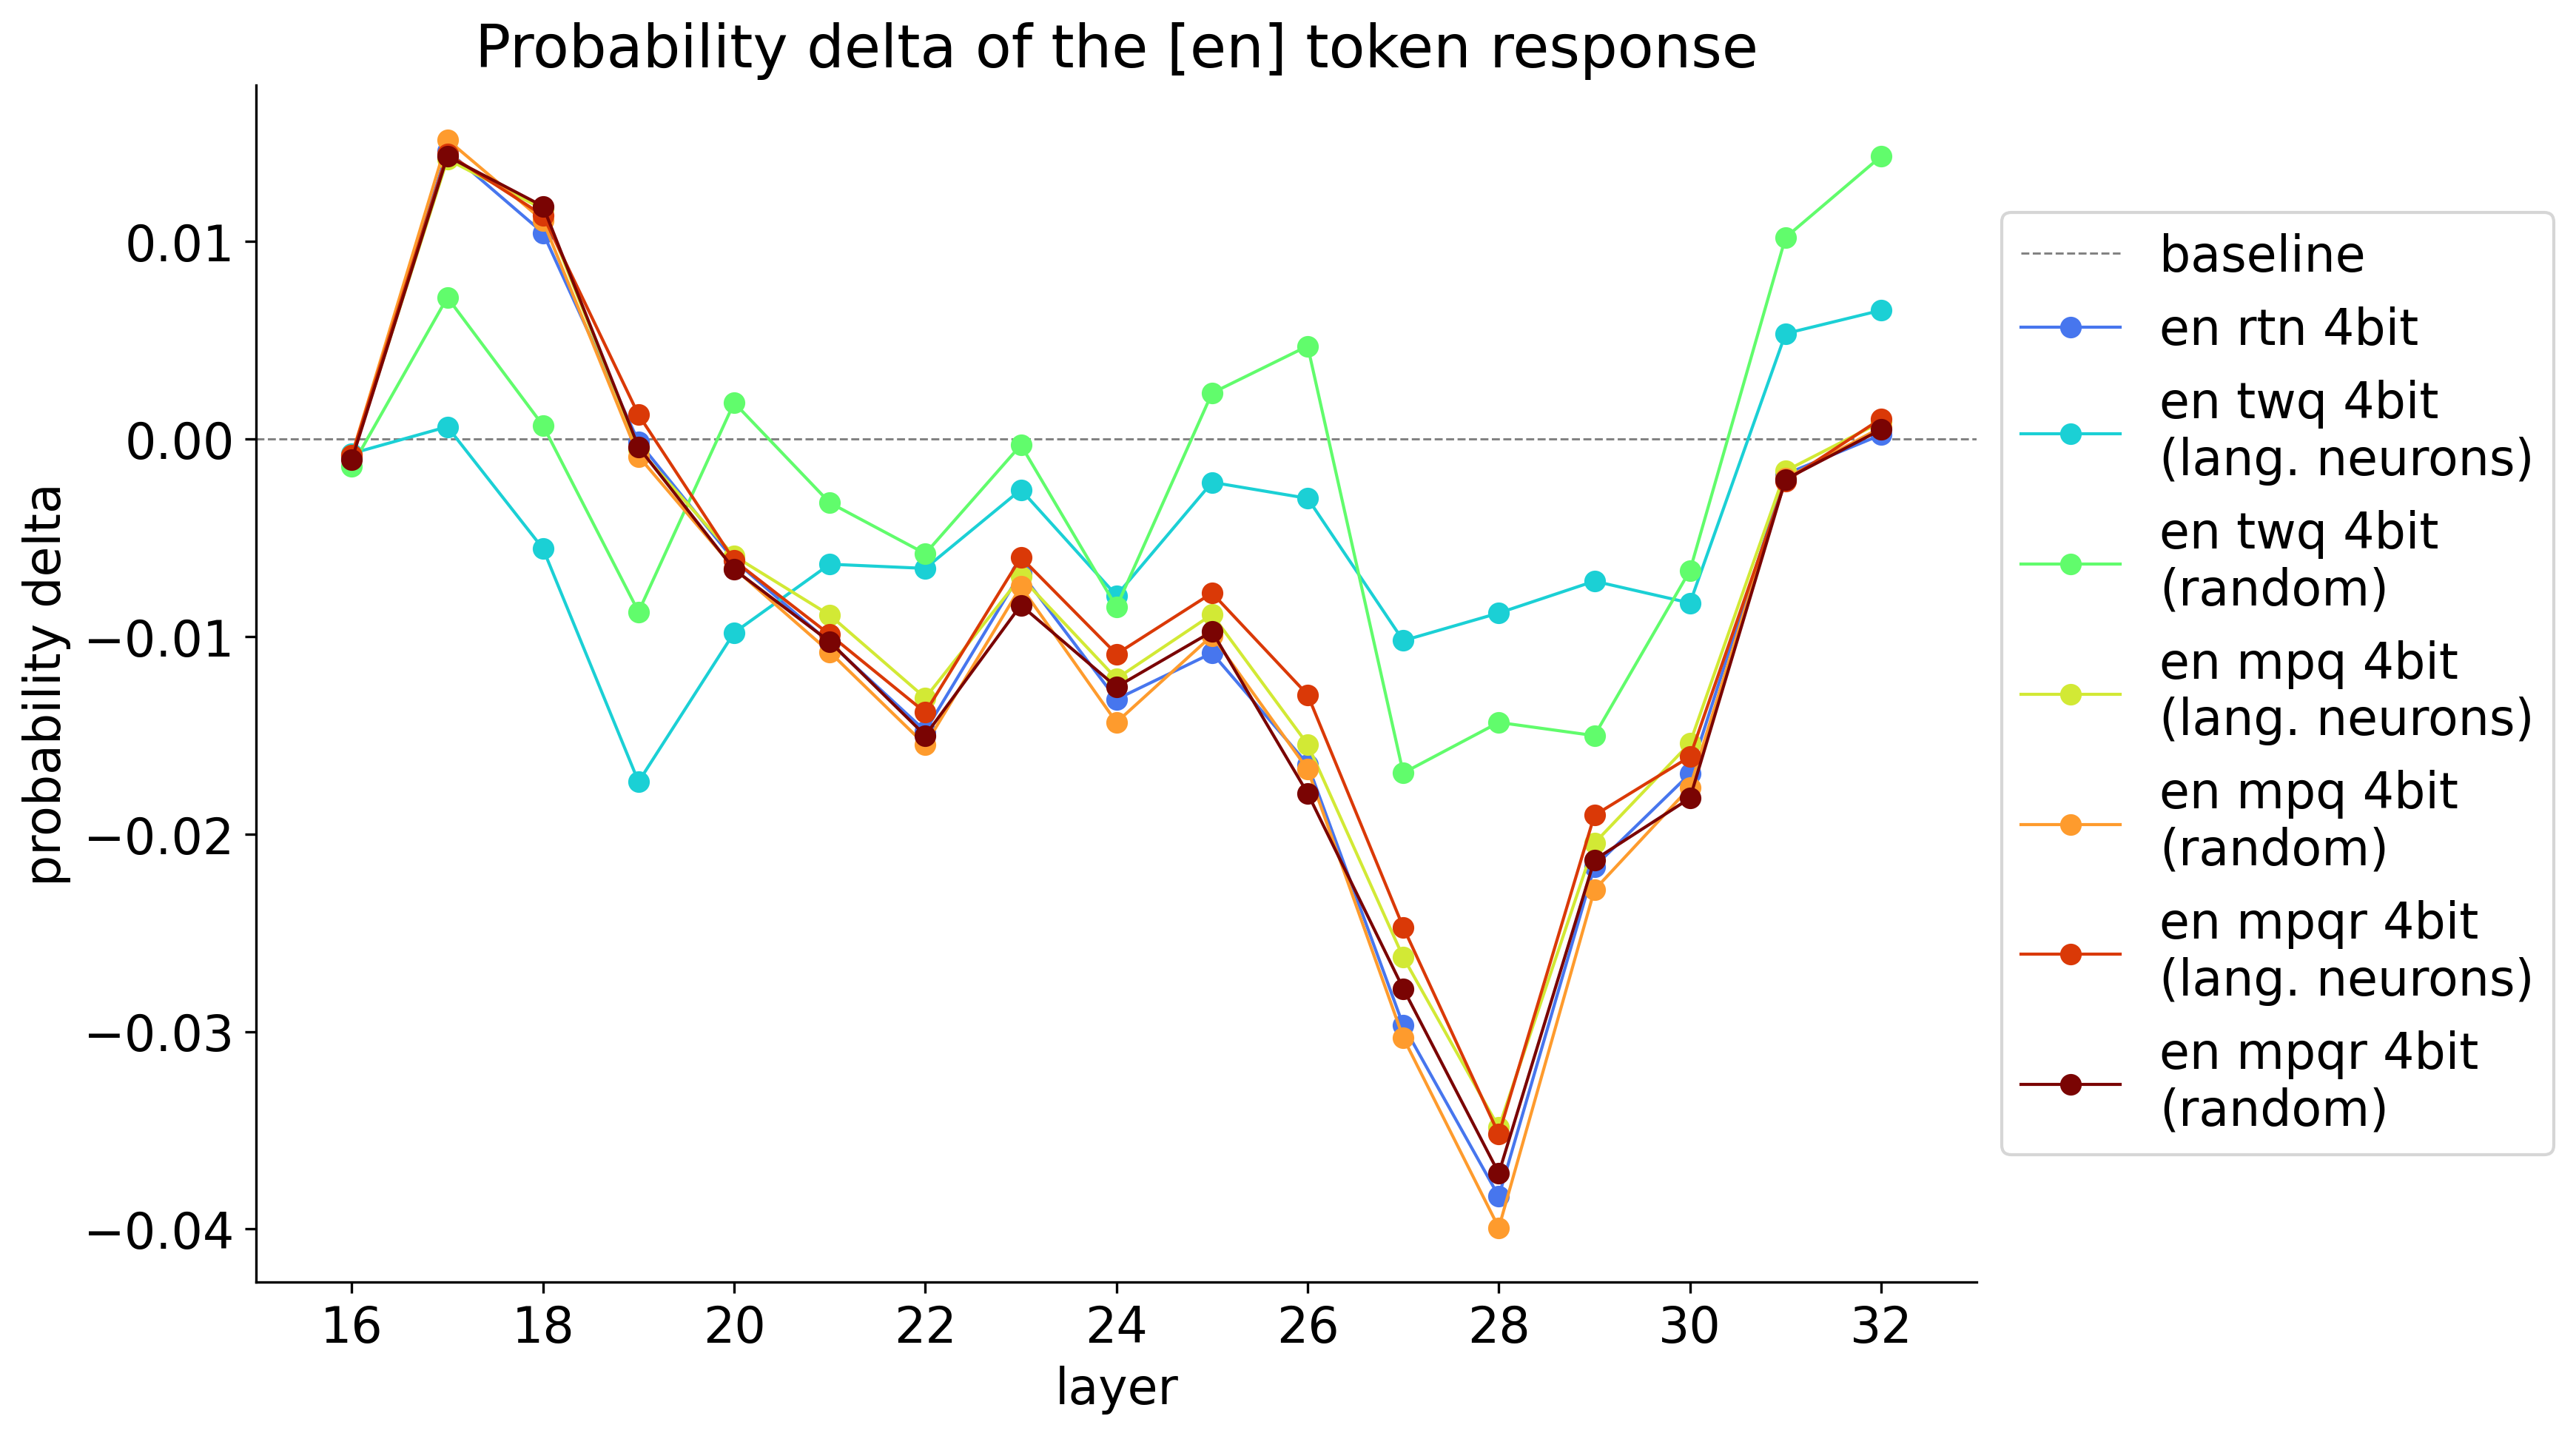 Probability delta of the [en] token response
probability delta
0.01
0.00
−0.01
−0.02
−0.03
−0.04
16 18 20 22 24 26 28 30 32
layer
baseline
en rtn 4bit
en twq 4bit
(lang. neurons)
en twq 4bit
(random)
en mpq 4bit
(lang. neurons)
en mpq 4bit
(random)
en mpqr 4bit
(lang. neurons)
en mpqr 4bit
(random)